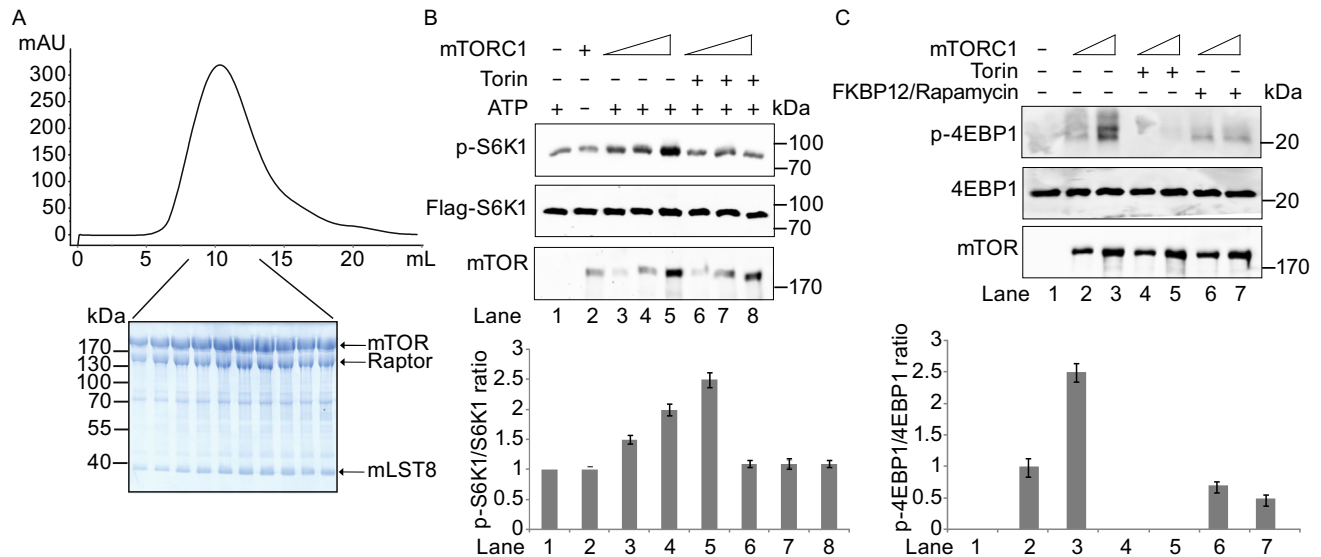 A
mAU
300
250
200
150
100
50
0
0 5 10 15 20 mL
kDa
170
130
100
70
55
40
mTOR
Raptor
mLST8
B
mTORC1 − +
Torin − − − − − + + +
ATP + − + + + + + + kDa
p-S6K1
100
70
Flag-S6K1
100
70
mTOR
170
Lane 1 2 3 4 5 6 7 8
p-S6K1/S6K1 ratio
3
2.5
2
1.5
1
0.5
0
Lane 1 2 3 4 5 6 7 8
C
mTORC1 −
Torin − − − + + − −
FKBP12/Rapamycin − − − − − + + kDa
p-4EBP1
20
4EBP1
20
mTOR
170
Lane 1 2 3 4 5 6 7
p-4EBP1/4EBP1 ratio
3
2.5
2
1.5
1
0.5
0
Lane 1 2 3 4 5 6 7